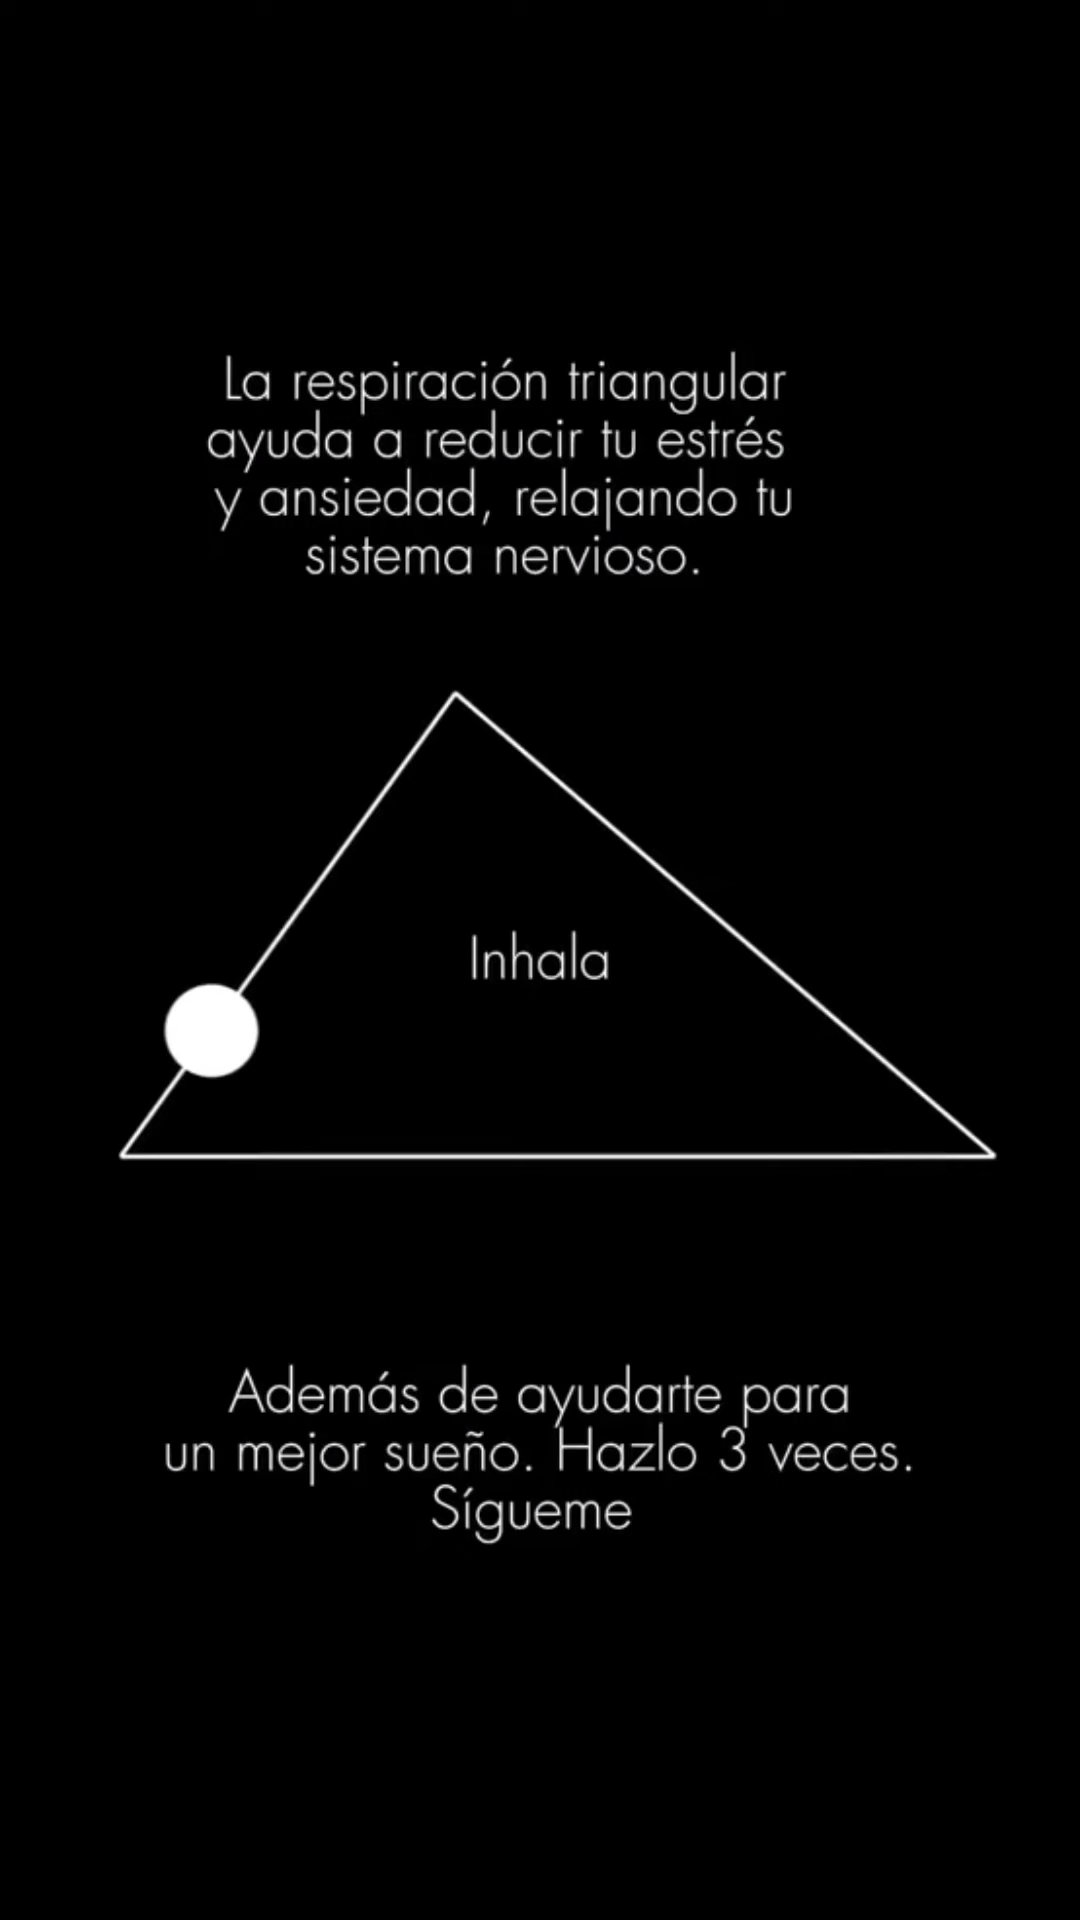 La respiración triangular
ayuda a reducir tu estrés
y ansiedad, relajando tu
sistema nervioso.
Inhala
Además de ayudarte para
un mejor sueño. Hazlo 3 veces.
Sígueme